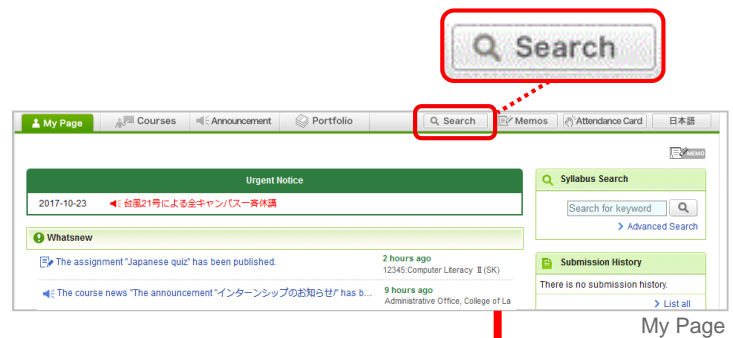 Search
My Page Courses Announcement Portfolio Search Memos Attendance Card 日本語
MEMO
Urgent Notice
2017-10-23 台風21号による全キャンパス一斉休講
Syllabus Search
Search for keyword
Advanced Search
Whatsnew
The assignment "Japanese quiz" has been published. 2 hours ago
12345:Computer Literacy Ⅱ(SK)
The course news "The announcement "インターンシップのお知らせ/" has b... 9 hours ago
Administrative Office, College of La
Submission History
There is no submission history.
List all
My Page